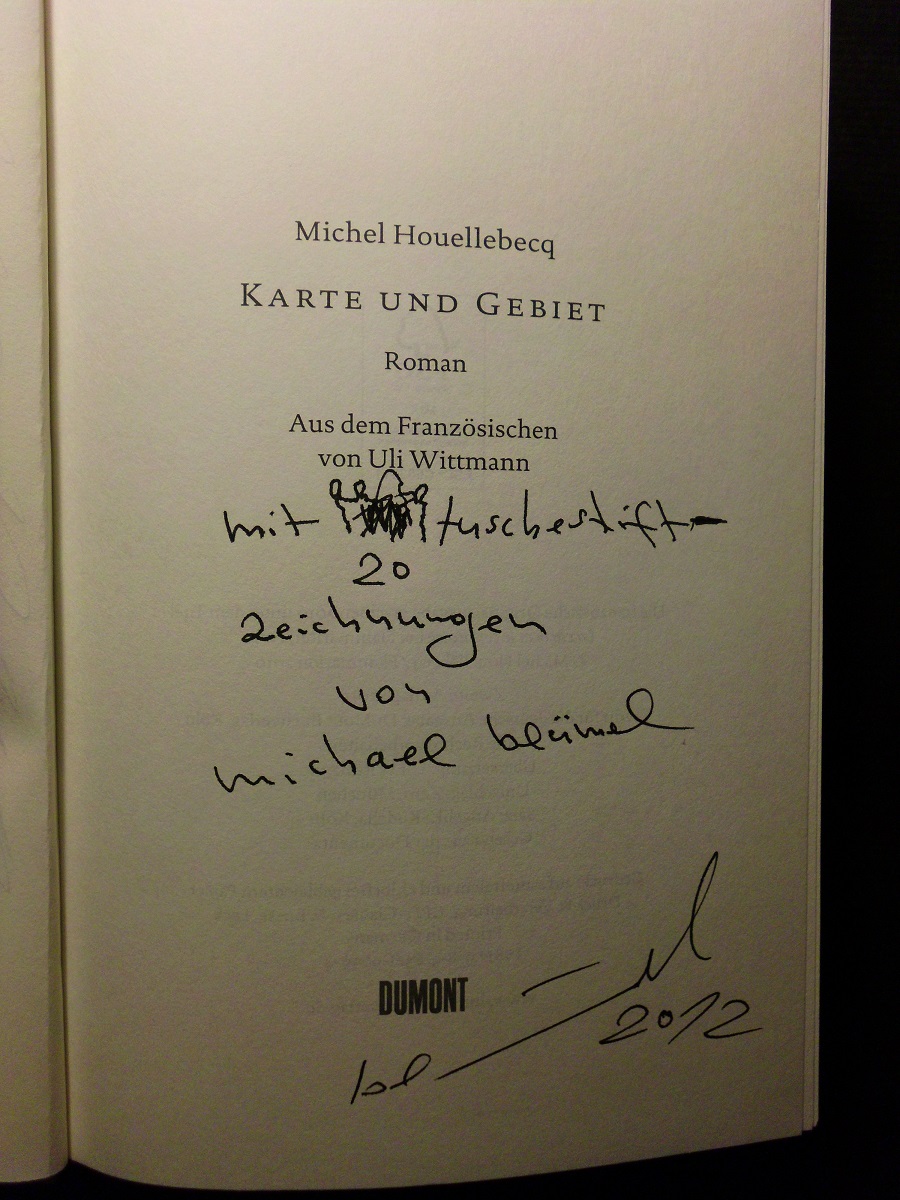 Michel Houellebecq
KARTE UND GEBIET
Roman
Aus dem Französischen
von Uli Wittmann
mit tuschestift-
20
zeichnungen
von
michael blümel
DUMONT
2012